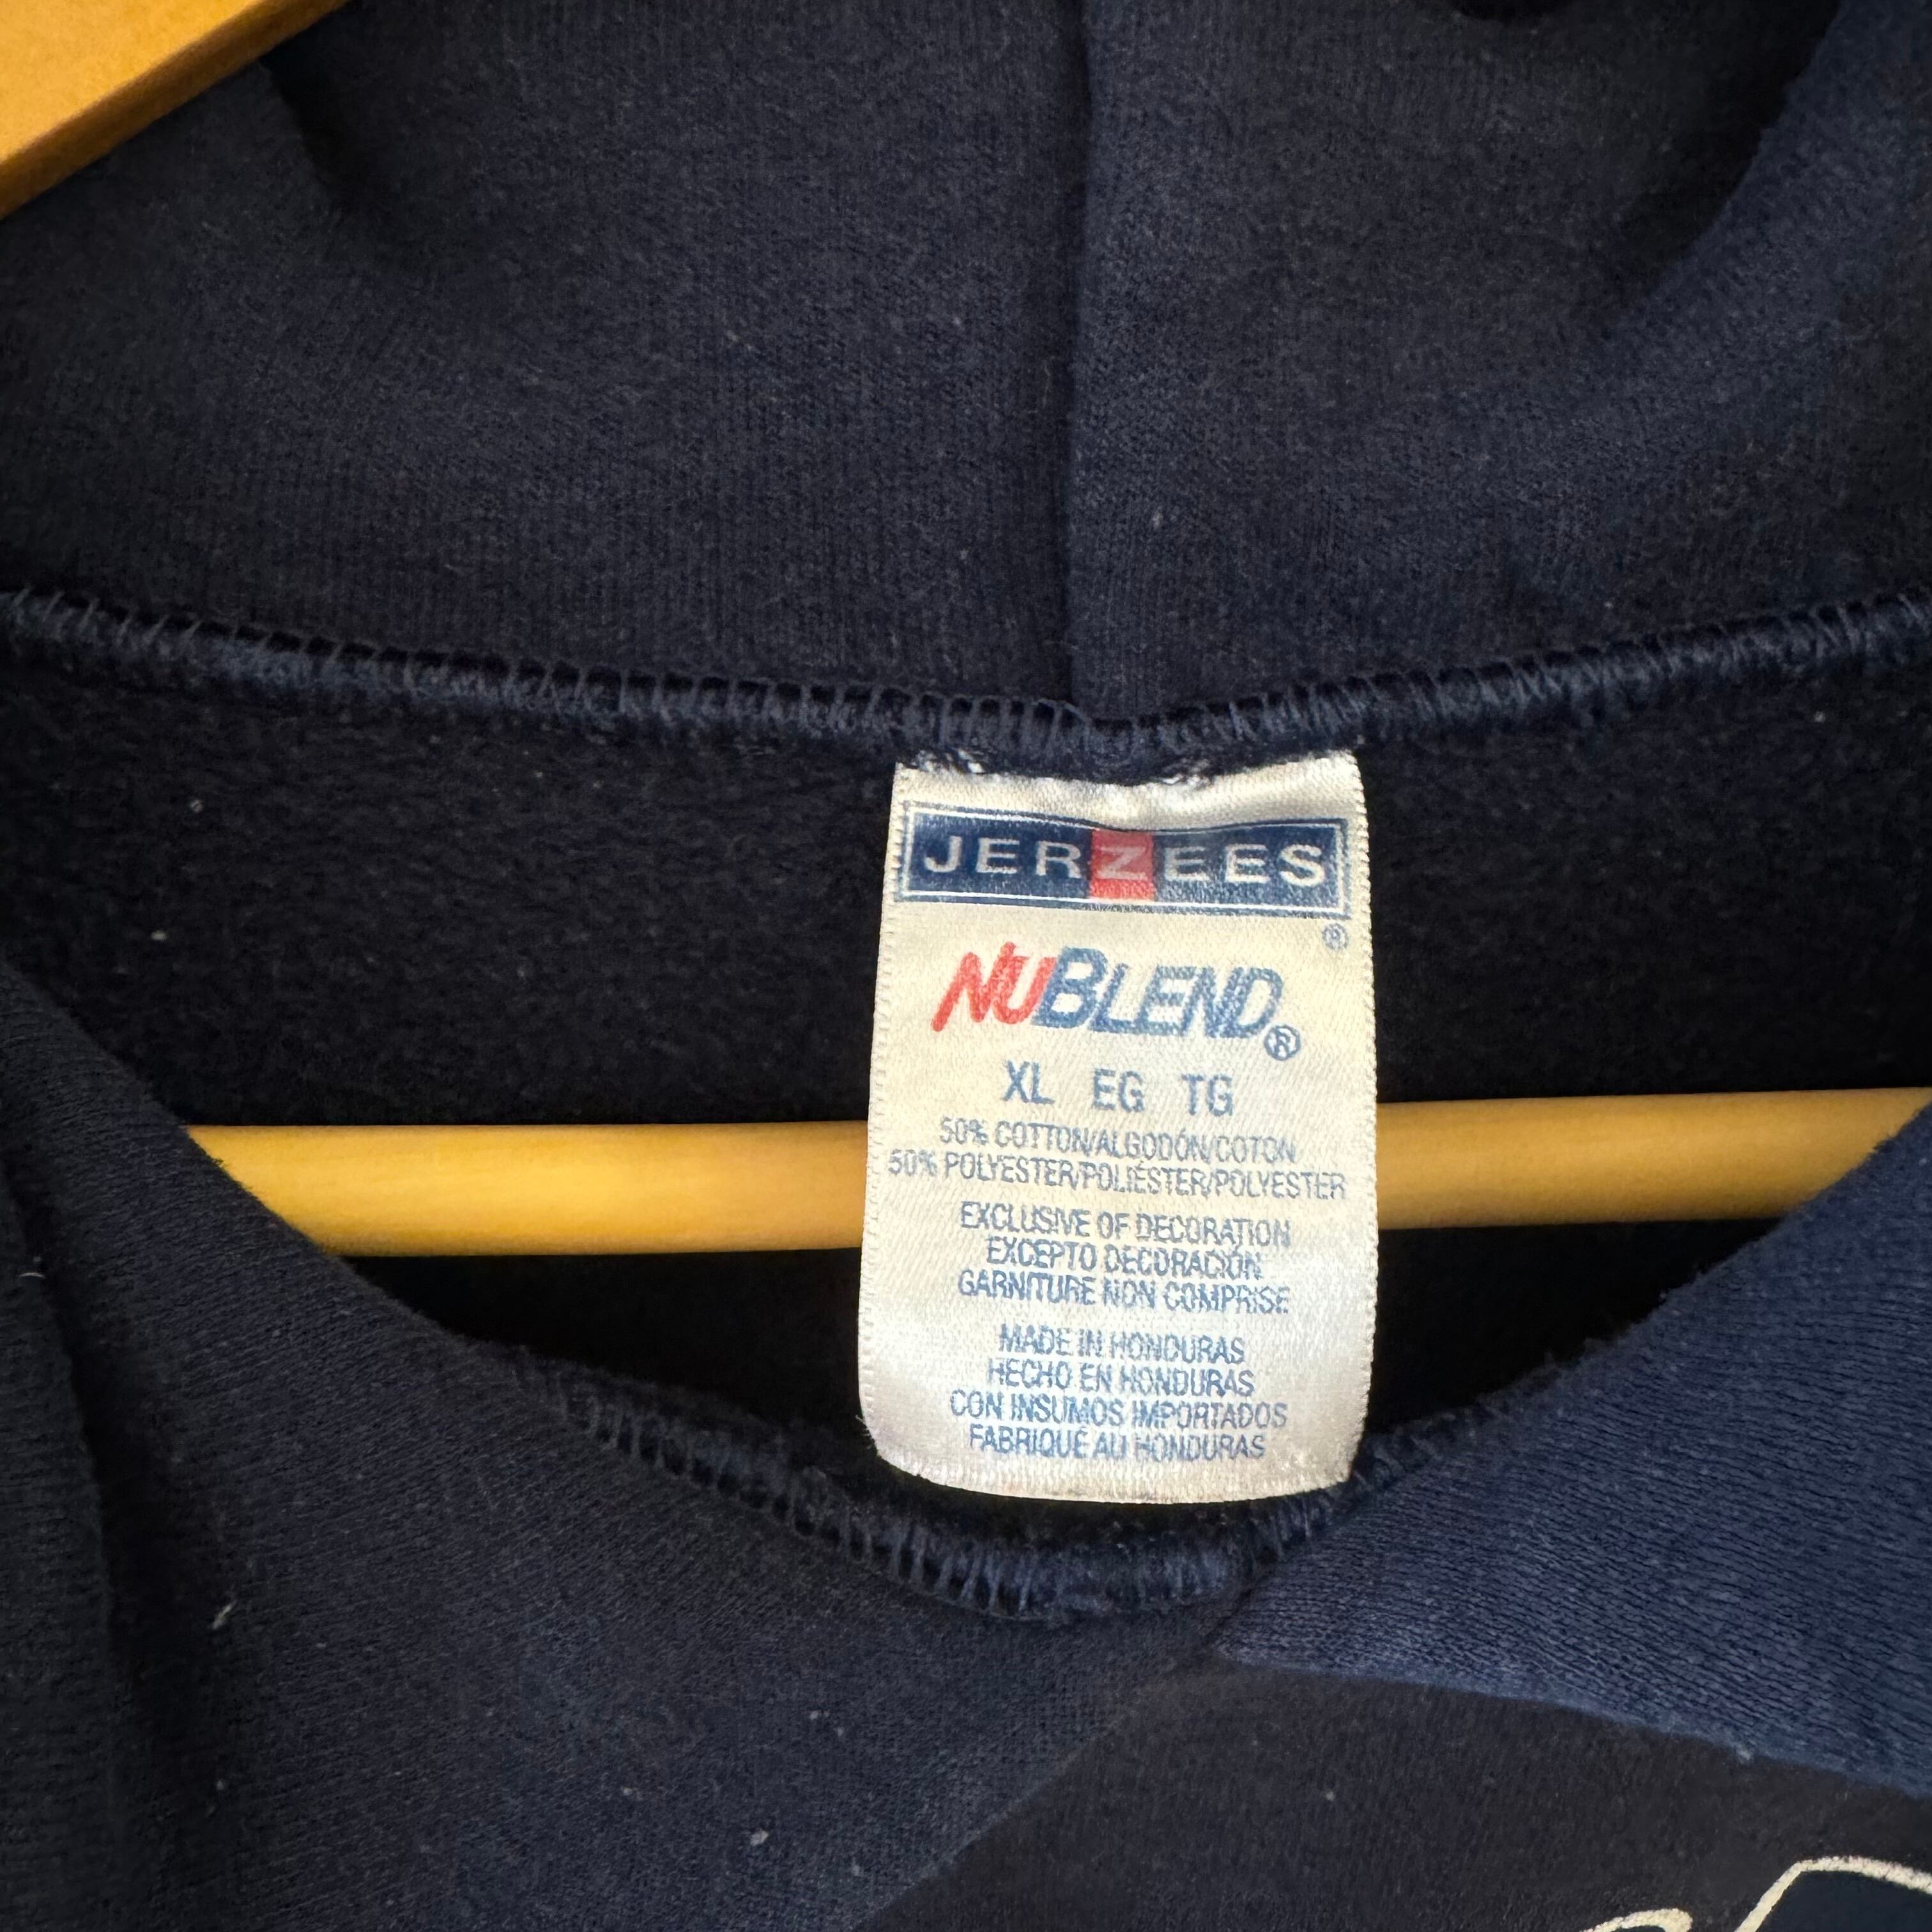 JERZEES®
NUBLEND®
XL EG TG
50% COTTON/ALGODÓN/COTON
50% POLYESTER/POLIÉSTER/POLYESTER
EXCLUSIVE OF DECORATION
EXCEPTO DECORACIÓN
GARNITURE NON COMPRISE
MADE IN HONDURAS
HECHO EN HONDURAS
CON INSUMOS IMPORTADOS
FABRIQUÉ AU HONDURAS